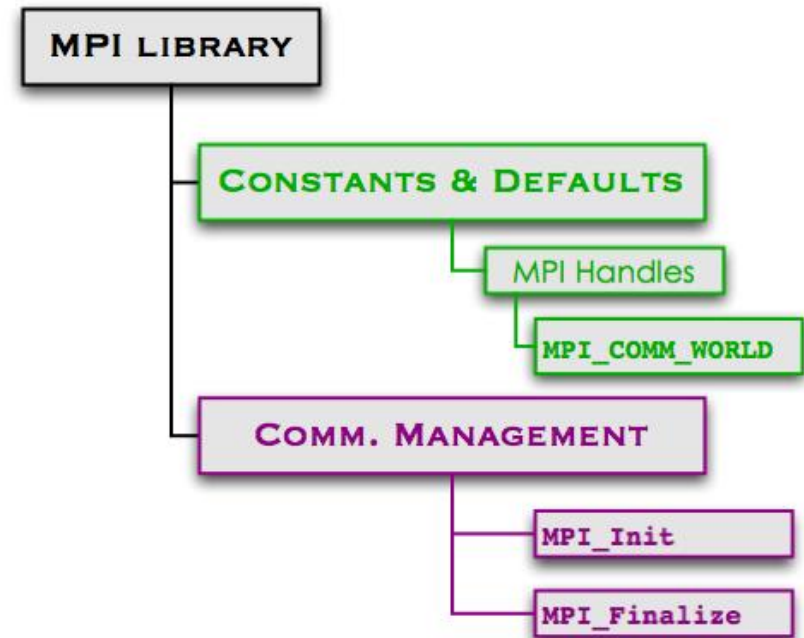 MPI LIBRARY
CONSTANTS & DEFAULTS
MPI Handles
MPI_COMM_WORLD
COMM. MANAGEMENT
MPI_Init
MPI_Finalize